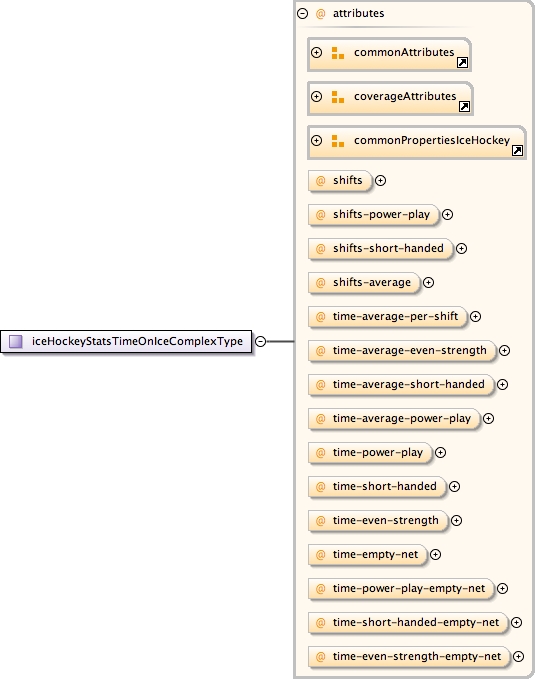 @ attributes
commonAttributes
coverageAttributes
commonPropertiesIceHockey
@ shifts
@ shifts-power-play
@ shifts-short-handed
@ shifts-average
@ time-average-per-shift
iceHockeyStatsTimeOnIceComplexType
@ time-average-even-strength
@ time-average-short-handed
@ time-average-power-play
@ time-power-play
@ time-short-handed
@ time-even-strength
@ time-empty-net
@ time-power-play-empty-net
@ time-short-handed-empty-net
@ time-even-strength-empty-net